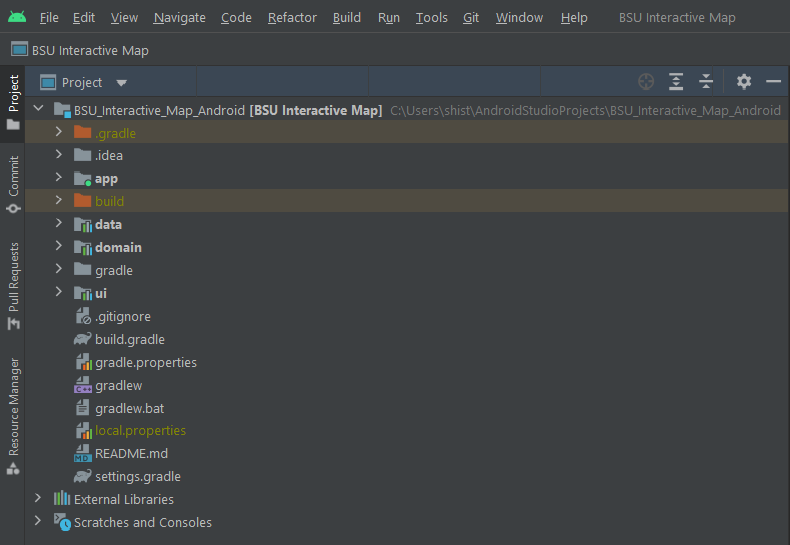 File Edit View Navigate Code Refactor Build Run Tools Git Window Help BSU Interactive Map
BSU Interactive Map
Project
Project
Commit
Pull Requests
Resource Manager
BSU_Interactive_Map_Android [BSU Interactive Map] C:\Users\shist\AndroidStudioProjects\BSU_Interactive_Map_Android
.gradle
.idea
app
build
data
domain
gradle
ui
.gitignore
build.gradle
gradle.properties
C++ gradlew
gradlew.bat
local.properties
MD README.md
settings.gradle
External Libraries
Scratches and Consoles